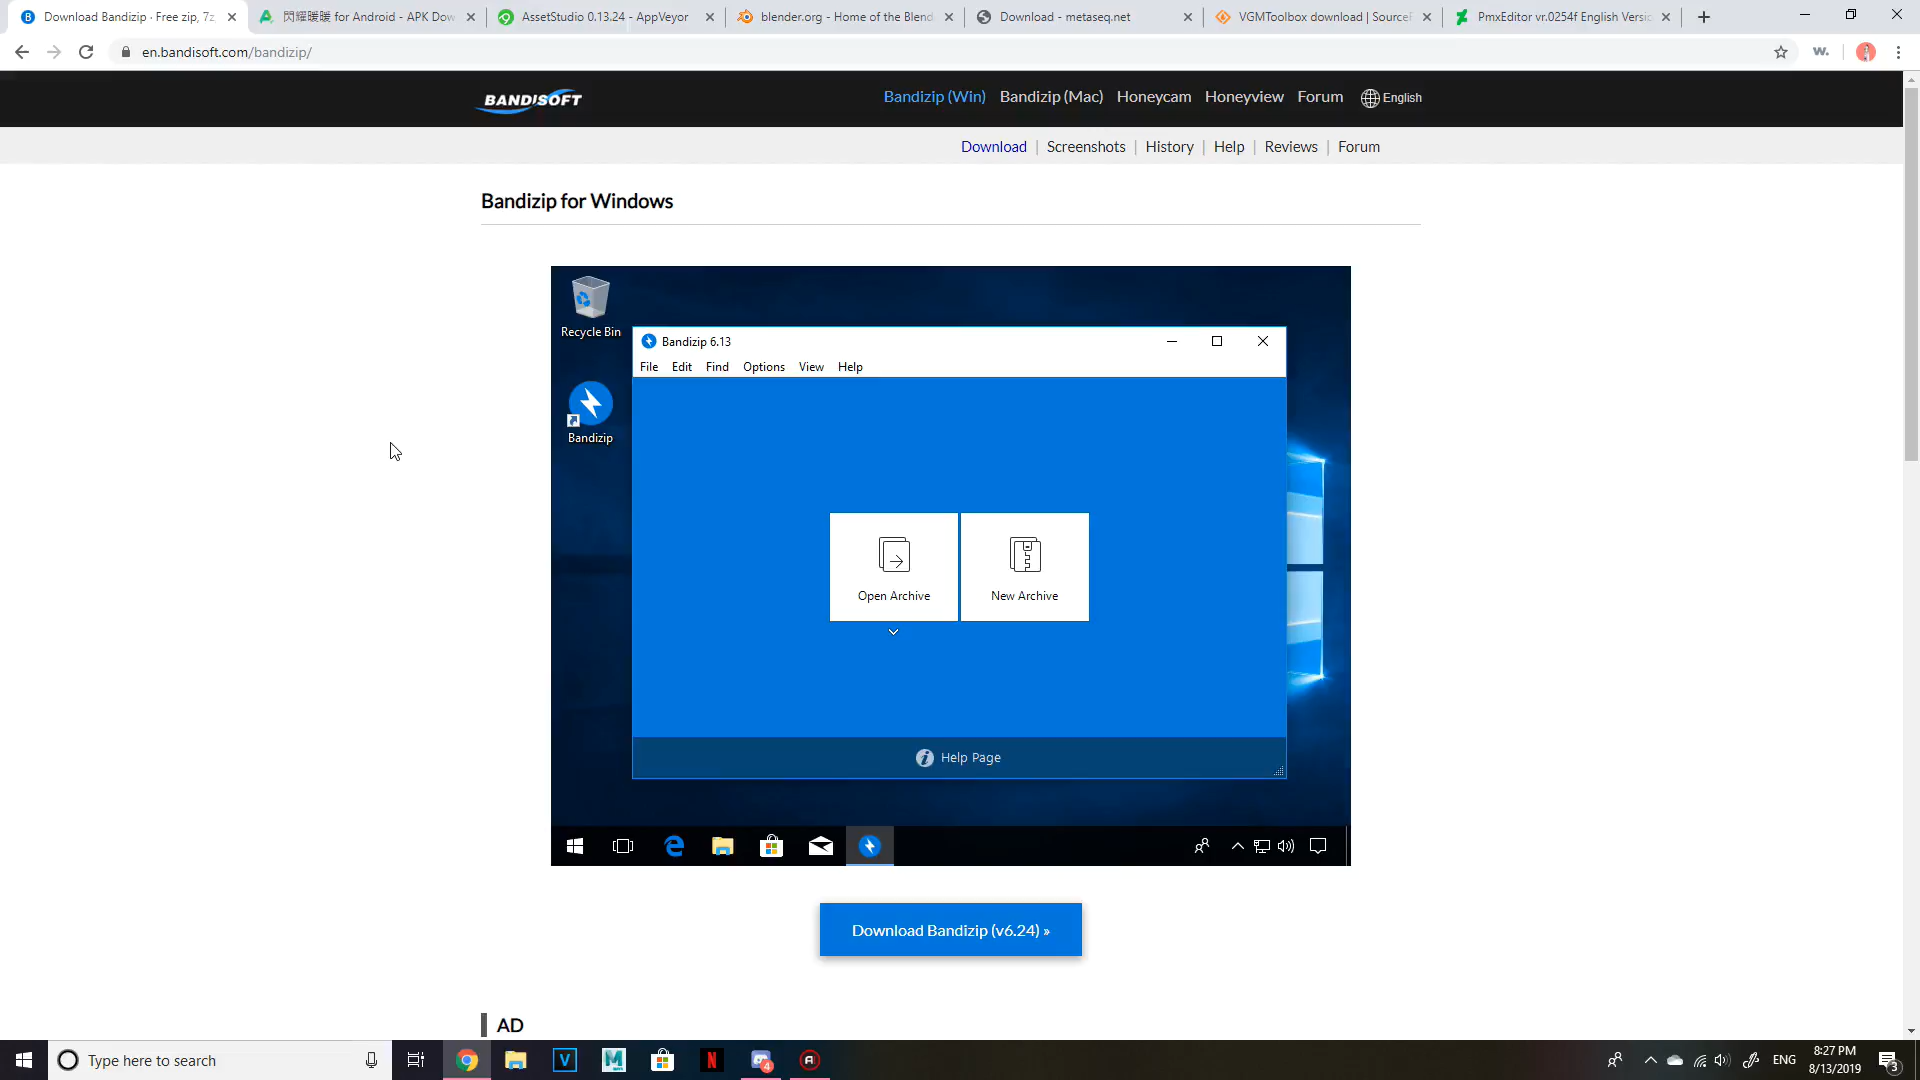 Download Bandizip · Free zip, 7z
閃耀暖暖 for Android - APK Dow
AssetStudio 0.13.24 - AppVeyor
blender.org - Home of the Blend
Download - metaseq.net
VGMToolbox download | SourceF
PmxEditor vr.0254f English Versio
en.bandisoft.com/bandizip/
W.
BANDISOFT
Bandizip (Win)
Bandizip (Mac)
Honeycam
Honeyview
Forum
English
Download | Screenshots | History | Help | Reviews | Forum
Bandizip for Windows
Recycle Bin
Bandizip 6.13
File Edit Find Options View Help
Bandizip
Open Archive
New Archive
Help Page
Download Bandizip (v6.24) »
AD
Type here to search
V
M
N
4
ENG
8:27 PM
8/13/2019
3